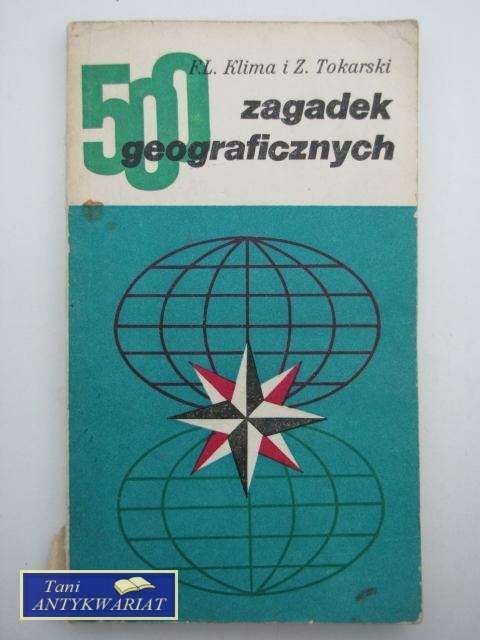 F.L. Klima i Z. Tokarski
500 zagadek
geograficznych
Tani
ANTYKWARIAT